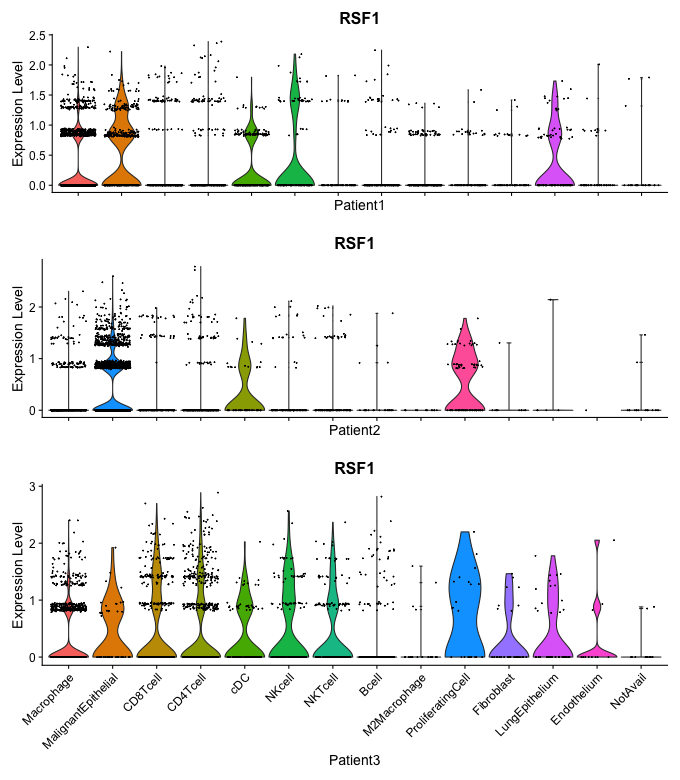 RSF1
2.5
2.0
1.5
1.0
0.5
0.0
Expression Level
Patient1
RSF1
2
1
0
Expression Level
Patient2
RSF1
3
2
1
0
Expression Level
Macrophage
MalignantEpithelial
CD8Tcell
CD4Tcell
cDC
NKcell
NKTcell
Bcell
M2Macrophage
ProliferatingCell
Fibroblast
LungEpithelium
Endothelium
NotAvail
Patient3